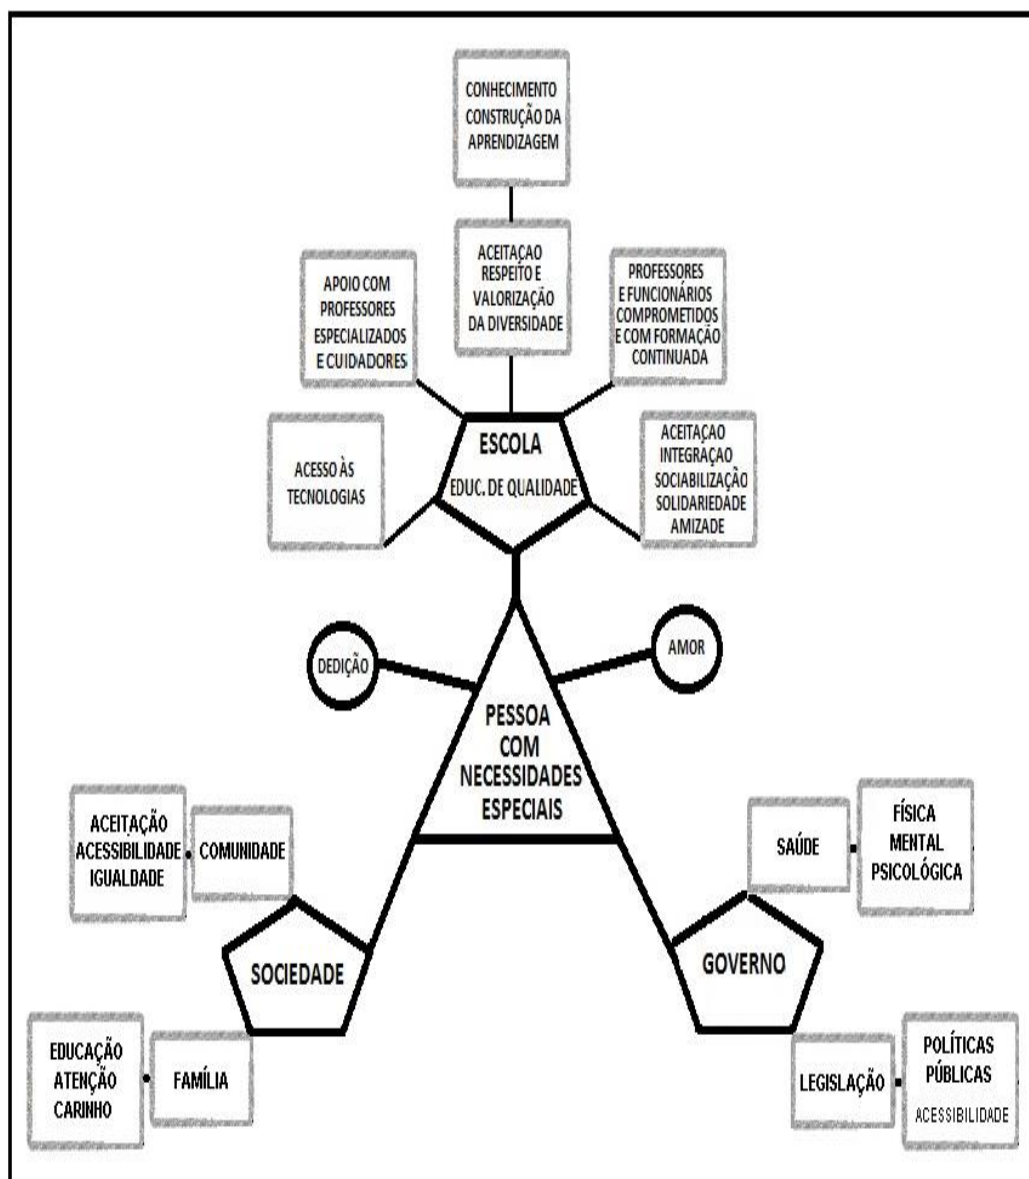 CONHECIMENTO
CONSTRUÇÃO DA
APRENDIZAGEM
ACEITAÇAO
RESPEITO E
VALORIZAÇÃO
DA DIVERSIDADE
APOIO COM
PROFESSORES
ESPECIALIZADOS
E CUIDADORES
PROFESSORES
E FUNCIONÁRIOS
COMPROMETIDOS
E COM FORMAÇÃO
CONTINUADA
ACESSO ÀS
TECNOLOGIAS
ESCOLA
EDUC. DE QUALIDADE
ACEITAÇAO
INTEGRAÇAO
SOCIABILIZAÇÃO
SOLIDARIEDADE
AMIZADE
DEDIÇÃO
AMOR
PESSOA
COM
NECESSIDADES
ESPECIAIS
ACEITAÇÃO
ACESSIBILIDADE
IGUALDADE
COMUNIDADE
SAÚDE
FÍSICA
MENTAL
PSICOLÓGICA
SOCIEDADE
GOVERNO
EDUCAÇÃO
ATENÇÃO
CARINHO
FAMÍLIA
LEGISLAÇÃO
POLÍTICAS
PÚBLICAS
ACESSIBILIDADE